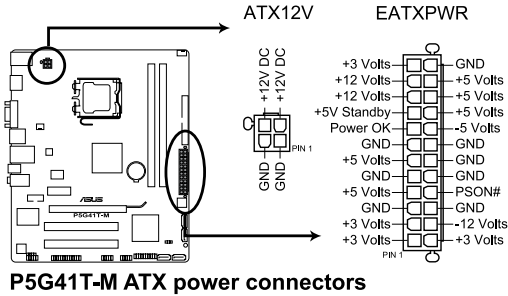 ATX12V
EATXPWR
+12V DC
+12V DC
GND
GND
PIN 1
+3 Volts GND
+12 Volts +5 Volts
+12 Volts +5 Volts
+5V Standby +5 Volts
Power OK -5 Volts
GND GND
+5 Volts GND
GND GND
+5 Volts PSON#
GND GND
+3 Volts -12 Volts
+3 Volts +3 Volts
PIN 1
/SUS
P5G41T-M
P5G41T-M ATX power connectors